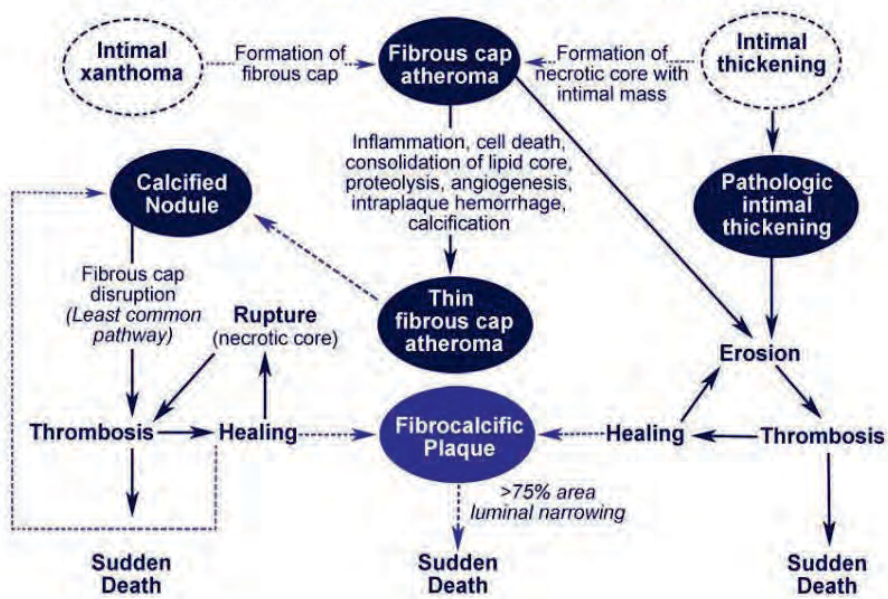 Intimal
xanthoma
Formation of
fibrous cap
Fibrous cap
atheroma
Formation of
necrotic core with
intimal mass
Intimal
thickening
Inflammation, cell death,
consolidation of lipid core,
proteolysis, angiogenesis,
intraplaque hemorrhage,
calcification
Calcified
Nodule
Pathologic
intimal
thickening
Fibrous cap
disruption
(Least common
pathway)
Rupture
(necrotic core)
Thin
fibrous cap
atheroma
Erosion
Thrombosis
Healing
Fibrocalcific
Plaque
Healing
Thrombosis
>75% area
luminal narrowing
Sudden
Death
Sudden
Death
Sudden
Death